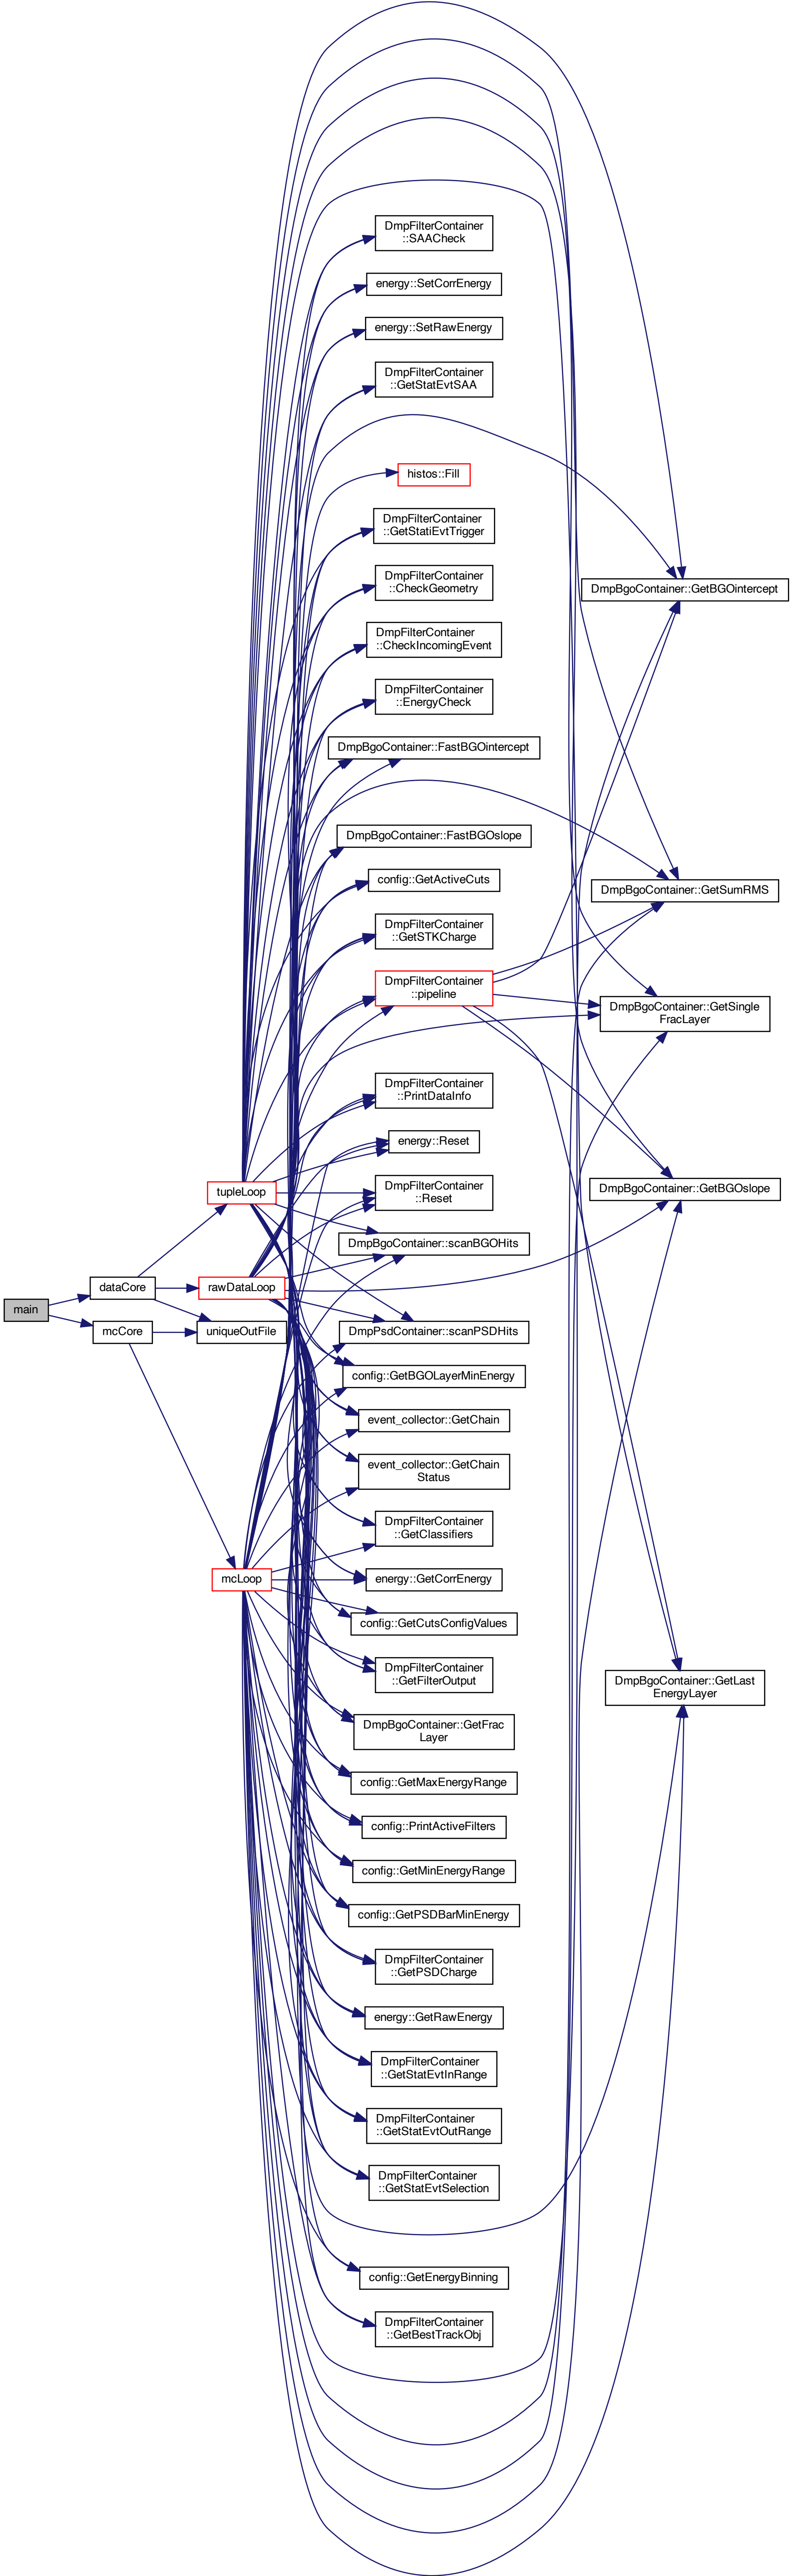 main
dataCore
mcCore
tupleLoop
rawDataLoop
uniqueOutFile
mcLoop
DmpFilterContainer
::SAACheck
energy::SetCorrEnergy
energy::SetRawEnergy
DmpFilterContainer
::GetStatEvtSAA
histos::Fill
DmpFilterContainer
::GetStatiEvtTrigger
DmpFilterContainer
::CheckGeometry
DmpFilterContainer
::CheckIncomingEvent
DmpFilterContainer
::EnergyCheck
DmpBgoContainer::FastBGOintercept
DmpBgoContainer::FastBGOslope
config::GetActiveCuts
DmpFilterContainer
::GetSTKCharge
DmpFilterContainer
::pipeline
DmpFilterContainer
::PrintDataInfo
energy::Reset
DmpFilterContainer
::Reset
DmpBgoContainer::scanBGOHits
DmpPsdContainer::scanPSDHits
config::GetBGOLayerMinEnergy
event_collector::GetChain
event_collector::GetChain
Status
DmpFilterContainer
::GetClassifiers
energy::GetCorrEnergy
config::GetCutsConfigValues
DmpFilterContainer
::GetFilterOutput
DmpBgoContainer::GetFrac
Layer
config::GetMaxEnergyRange
config::PrintActiveFilters
config::GetMinEnergyRange
config::GetPSDBarMinEnergy
DmpFilterContainer
::GetPSDCharge
energy::GetRawEnergy
DmpFilterContainer
::GetStatEvtInRange
DmpFilterContainer
::GetStatEvtOutRange
DmpFilterContainer
::GetStatEvtSelection
config::GetEnergyBinning
DmpFilterContainer
::GetBestTrackObj
DmpBgoContainer::GetBGOintercept
DmpBgoContainer::GetSumRMS
DmpBgoContainer::GetSingle
FracLayer
DmpBgoContainer::GetBGOslope
DmpBgoContainer::GetLast
EnergyLayer